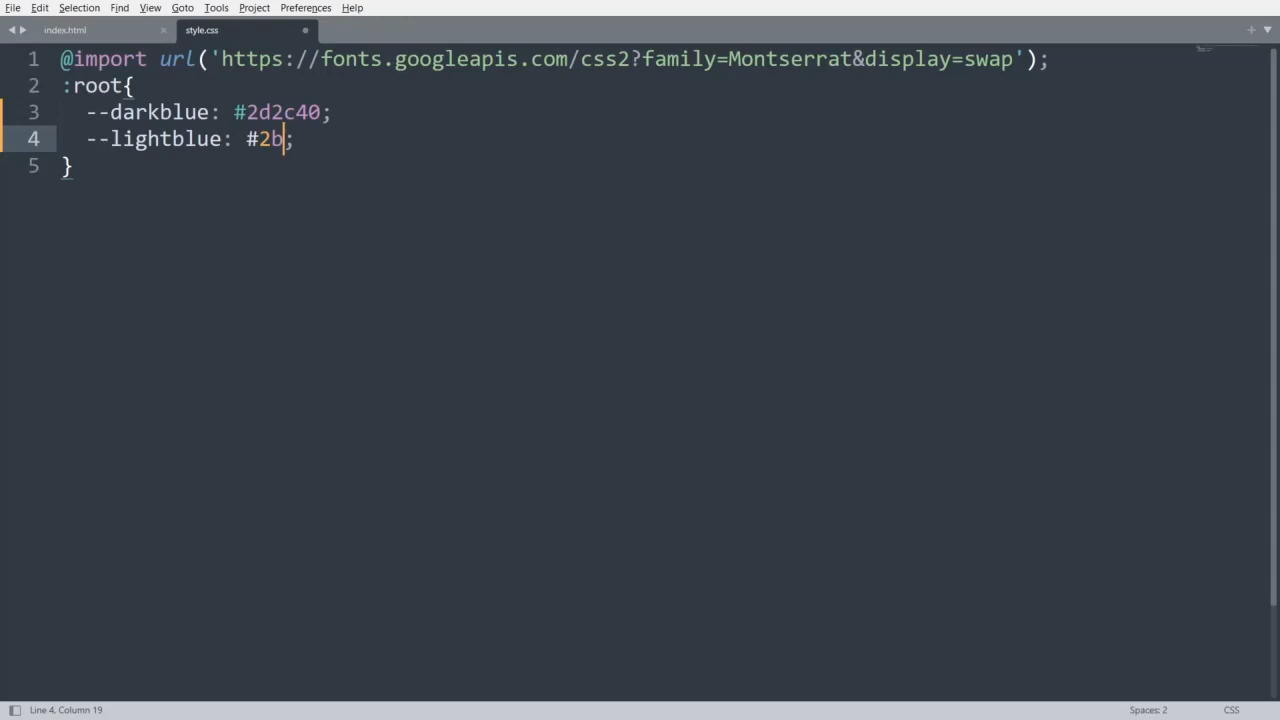 File Edit Selection Find View Goto Tools Project Preferences Help
index.html × style.css
1 @import url('https://fonts.googleapis.com/css2?family=Montserrat&display=swap');
2 :root{
3 --darkblue: #2d2c40;
4 --lightblue: #2b;
5 }
Line 4, Column 19 Spaces: 2 CSS